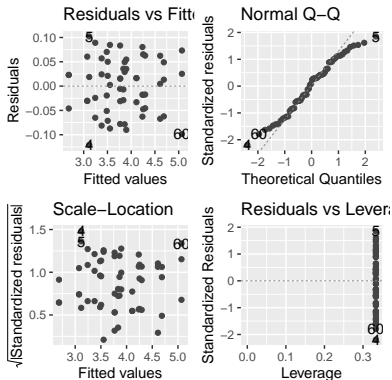 Residuals vs Fitte
Residuals
0.10
0.05
0.00
−0.05
−0.10
5
4
60
3.0 3.5 4.0 4.5 5.0
Fitted values
Normal Q−Q
Standardized residuals
2
1
0
−1
−2
5
60
4
−2 −1 0 1 2
Theoretical Quantiles
Scale−Location
√|Standardized residuals|
1.5
1.0
0.5
4
5
60
3.0 3.5 4.0 4.5 5.0
Fitted values
Residuals vs Levera
Standardized Residuals
2
1
0
−1
−2
5
60
4
0.0 0.1 0.2 0.3
Leverage